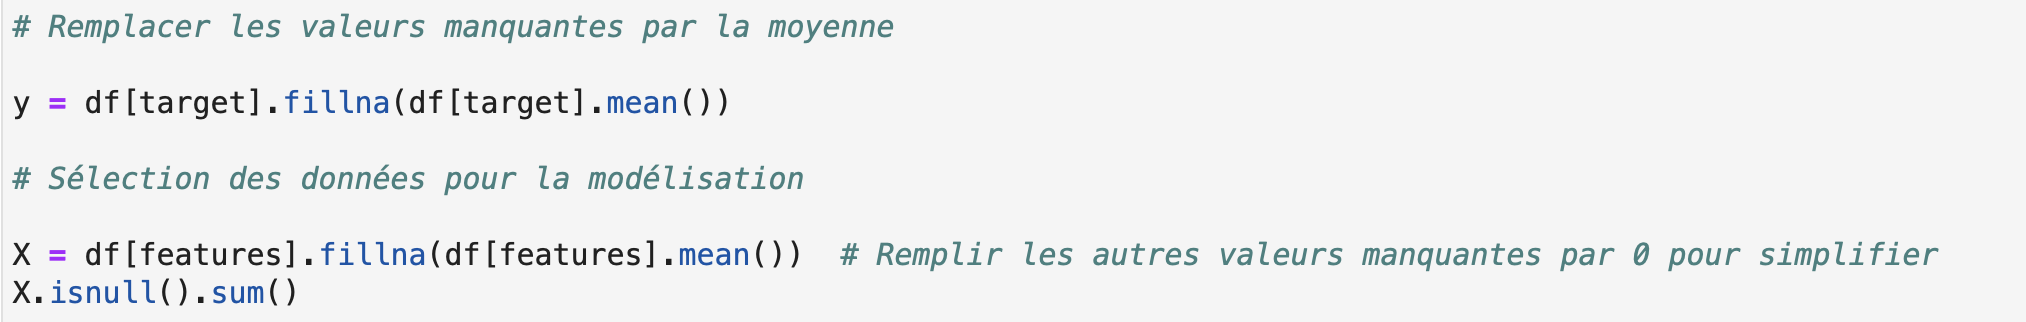 # Remplacer les valeurs manquantes par la moyenne
y = df[target].fillna(df[target].mean())
# Sélection des données pour la modélisation
X = df[features].fillna(df[features].mean())  # Remplir les autres valeurs manquantes par 0 pour simplifier
X.isnull().sum()